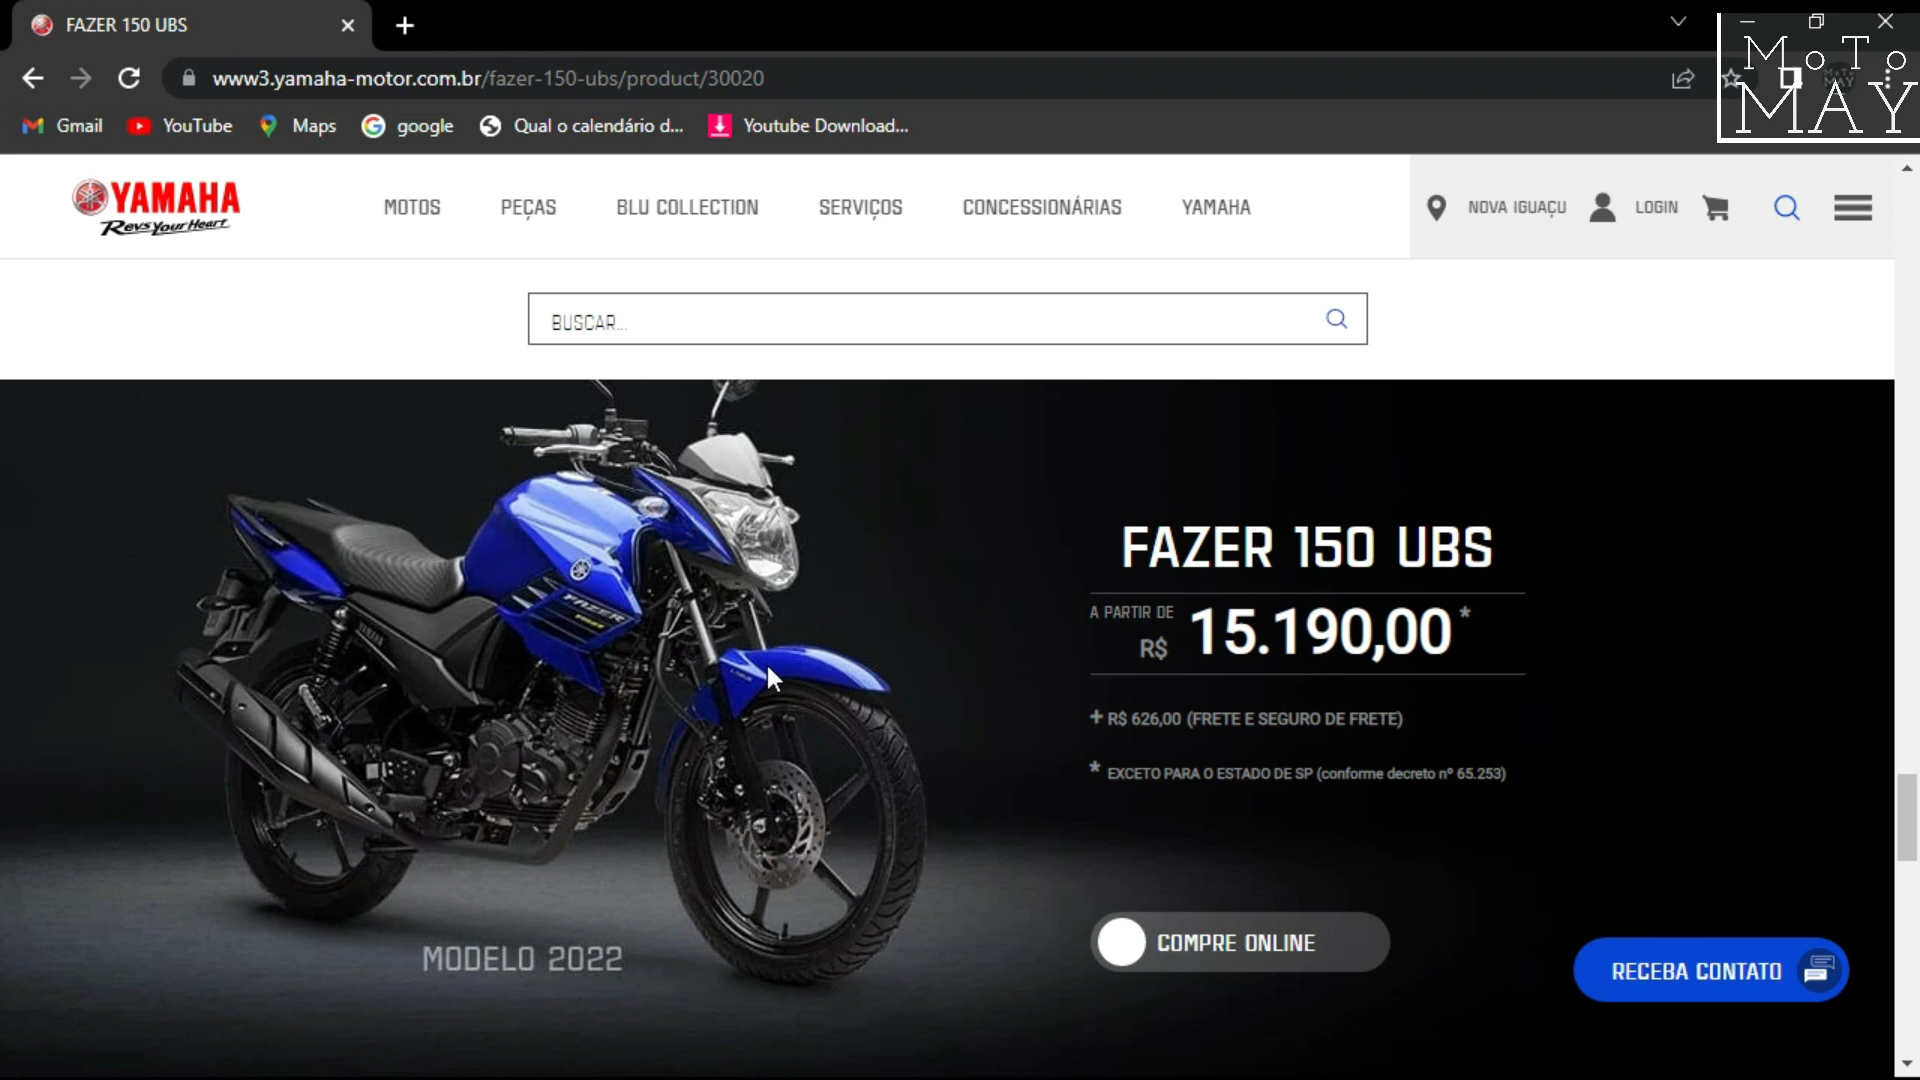 FAZER 150 UBS
MoTo
MAY
www3.yamaha-motor.com.br/fazer-150-ubs/product/30020
Gmail YouTube Maps google Qual o calendário d... Youtube Download...
YAMAHA
Revs Your Heart
MOTOS PEÇAS BLU COLLECTION SERVIÇOS CONCESSIONÁRIAS YAMAHA NOVA IGUAÇU LOGIN
BUSCAR...
FAZER
FAZER 150 UBS
A PARTIR DE
R$ 15.190,00*
+ R$ 626,00 (FRETE E SEGURO DE FRETE)
* EXCETO PARA O ESTADO DE SP (conforme decreto nº 65.253)
COMPRE ONLINE
MODELO 2022
RECEBA CONTATO